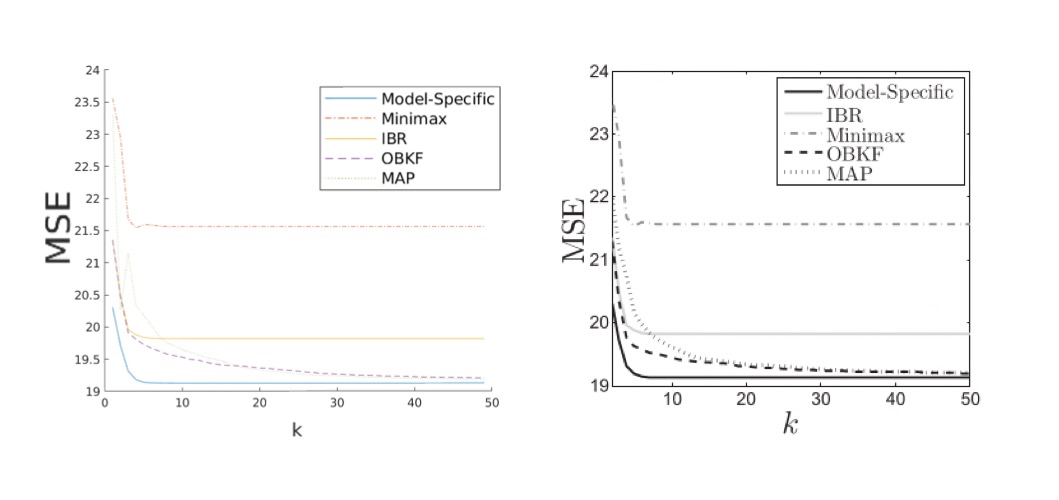 24
23.5
23
22.5
22
21.5
21
20.5
20
19.5
19
MSE
0 10 20 30 40 50
k
Model-Specific
Minimax
IBR
OBKF
MAP
24
23
22
21
20
19
MSE
10 20 30 40 50
k
Model-Specific
IBR
Minimax
OBKF
MAP